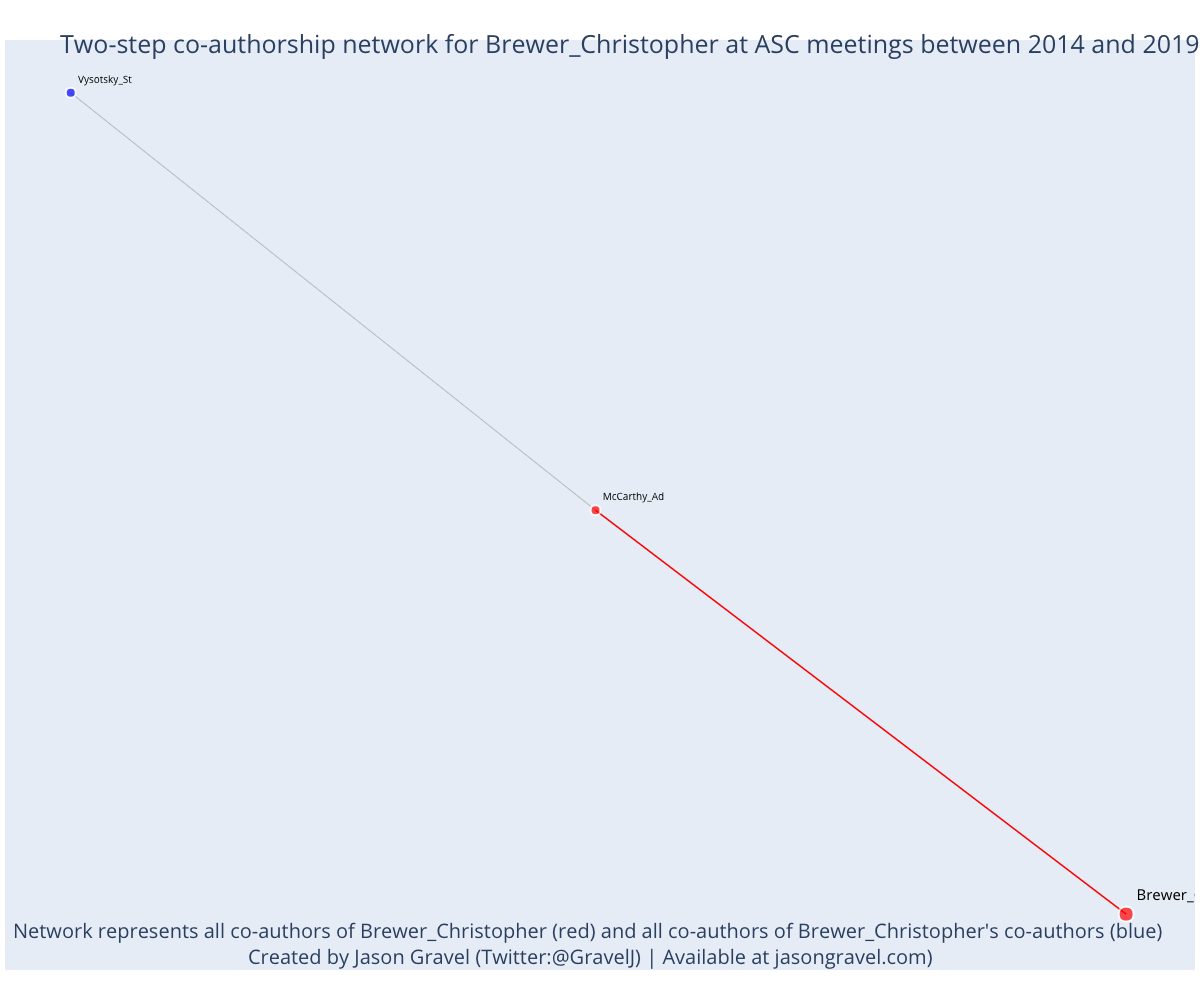 Two-step co-authorship network for Brewer_Christopher at ASC meetings between 2014 and 2019
Vysotsky_St
McCarthy_Ad
Brewer_
Network represents all co-authors of Brewer_Christopher (red) and all co-authors of Brewer_Christopher's co-authors (blue)
Created by Jason Gravel (Twitter:@GravelJ) | Available at jasongravel.com)